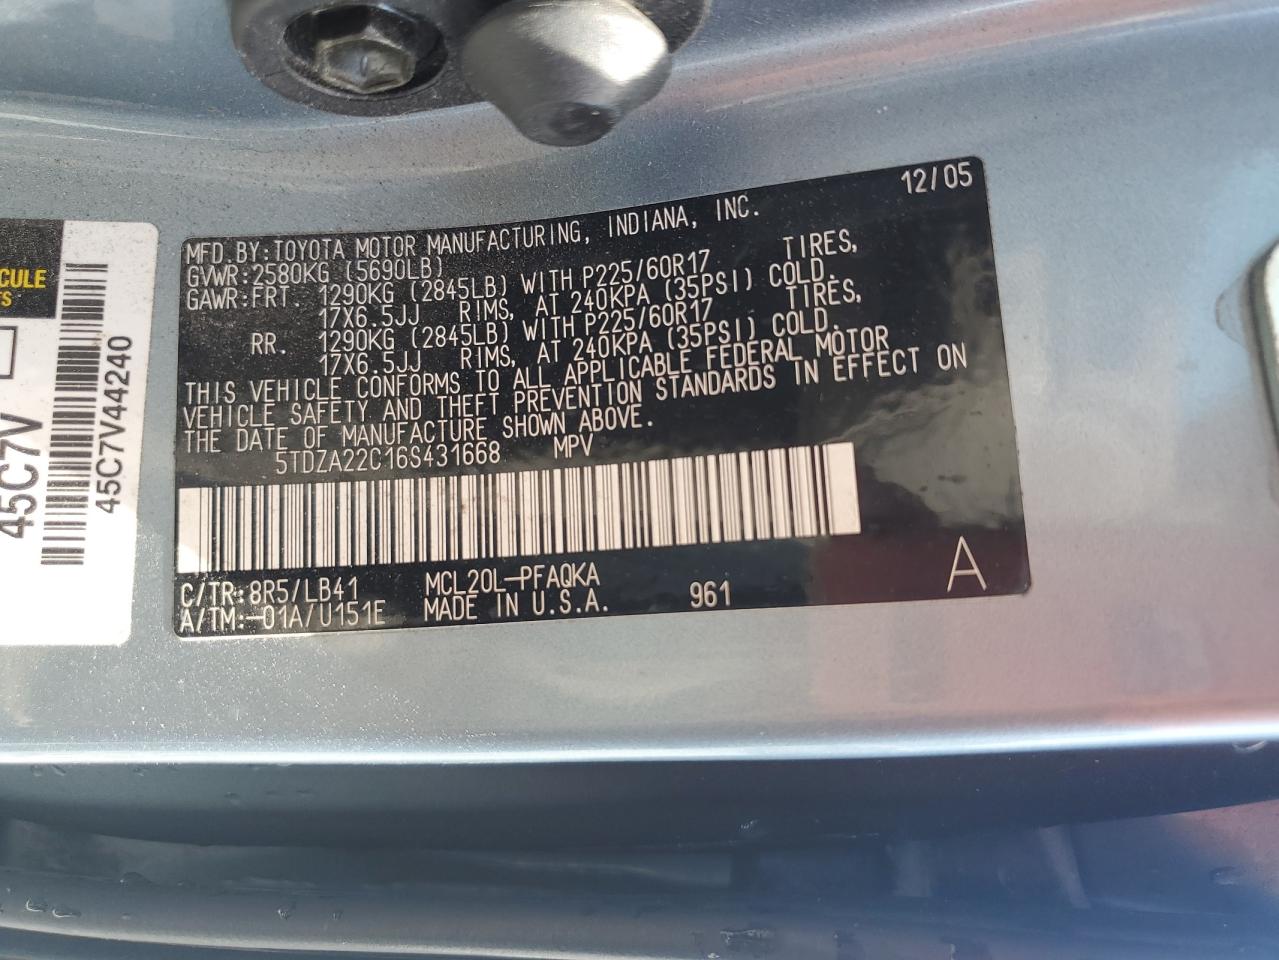 12/05
MFD.BY:TOYOTA MOTOR MANUFACTURING, INDIANA, INC.
GVWR:2580KG (5690LB)
GAWR:FRT. 1290KG (2845LB) WITH P225/60R17 TIRES,
17X6.5JJ RIMS, AT 240KPA (35PSI) COLD.
RR. 1290KG (2845LB) WITH P225/60R17 TIRES,
17X6.5JJ RIMS, AT 240KPA (35PSI) COLD.
THIS VEHICLE CONFORMS TO ALL APPLICABLE FEDERAL MOTOR
VEHICLE SAFETY AND THEFT PREVENTION STANDARDS IN EFFECT ON
THE DATE OF MANUFACTURE SHOWN ABOVE.
5TDZA22C16S431668 MPV
C/TR:8R5/LB41 MCL20L-PFAQKA
A/TM:-01A/U151E MADE IN U.S.A. 961
A
45C7V
45C7V44240